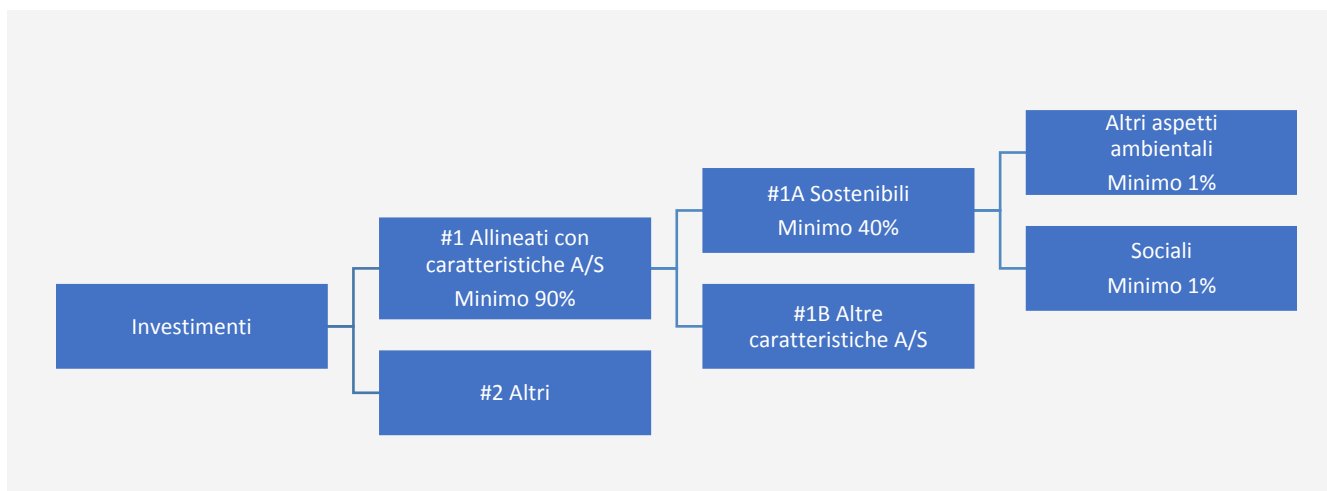 Investimenti
#1 Allineati con
caratteristiche A/S
Minimo 90%
#2 Altri
#1A Sostenibili
Minimo 40%
#1B Altre
caratteristiche A/S
Altri aspetti
ambientali
Minimo 1%
Sociali
Minimo 1%